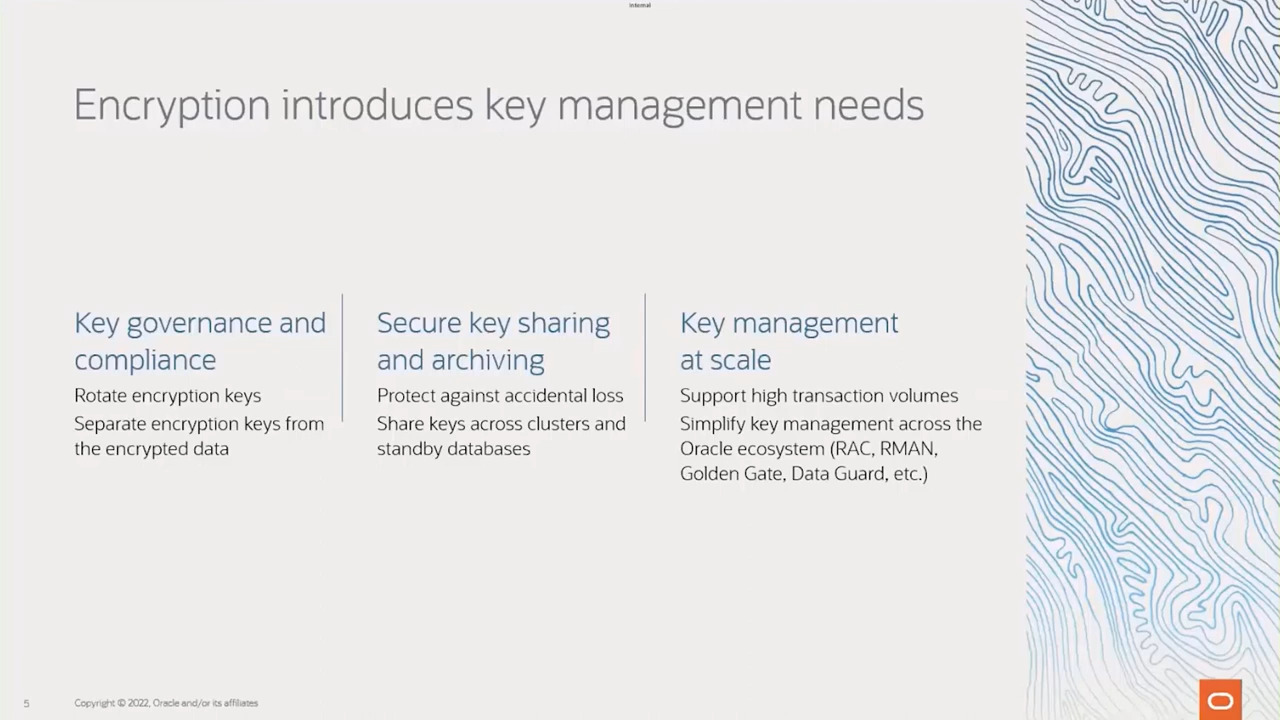 Internal
Encryption introduces key management needs
Key governance and
compliance
Rotate encryption keys
Separate encryption keys from
the encrypted data
Secure key sharing
and archiving
Protect against accidental loss
Share keys across clusters and
standby databases
Key management
at scale
Support high transaction volumes
Simplify key management across the
Oracle ecosystem (RAC, RMAN,
Golden Gate, Data Guard, etc.)
5
Copyright © 2022, Oracle and/or its affiliates